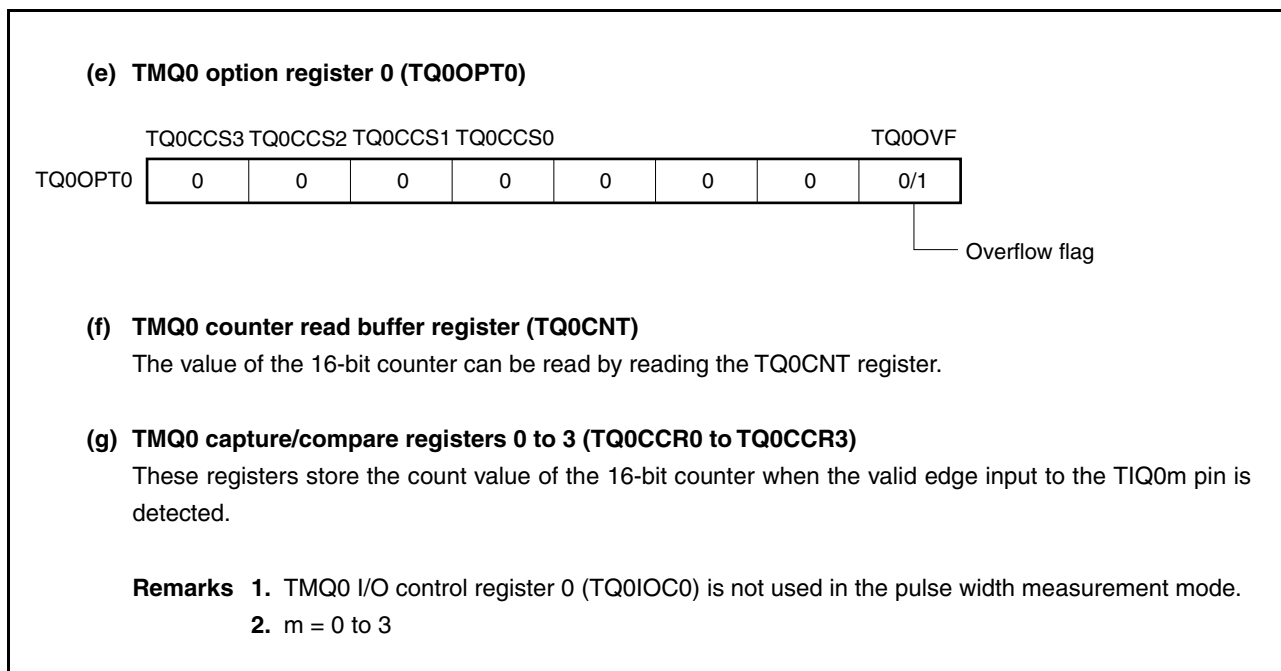 (e) TMQ0 option register 0 (TQ0OPT0)
TQ0CCS3 TQ0CCS2 TQ0CCS1 TQ0CCS0 TQ0OVF
TQ0OPT0 0 0 0 0 0 0 0 0/1
Overflow flag
(f) TMQ0 counter read buffer register (TQ0CNT)
The value of the 16-bit counter can be read by reading the TQ0CNT register.
(g) TMQ0 capture/compare registers 0 to 3 (TQ0CCR0 to TQ0CCR3)
These registers store the count value of the 16-bit counter when the valid edge input to the TIQ0m pin is
detected.
Remarks 1. TMQ0 I/O control register 0 (TQ0IOC0) is not used in the pulse width measurement mode.
2. m = 0 to 3